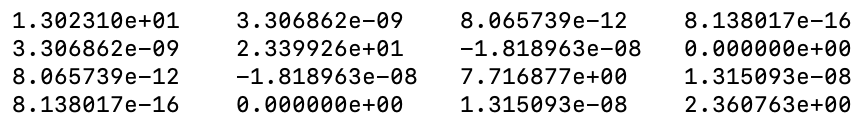 1.302310e+01 3.306862e-09 8.065739e-12 8.138017e-16
3.306862e-09 2.339926e+01 -1.818963e-08 0.000000e+00
8.065739e-12 -1.818963e-08 7.716877e+00 1.315093e-08
8.138017e-16 0.000000e+00 1.315093e-08 2.360763e+00